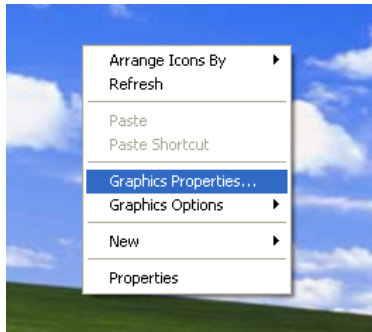 Arrange Icons By
Refresh
Paste
Paste Shortcut
Graphics Properties...
Graphics Options
New
Properties